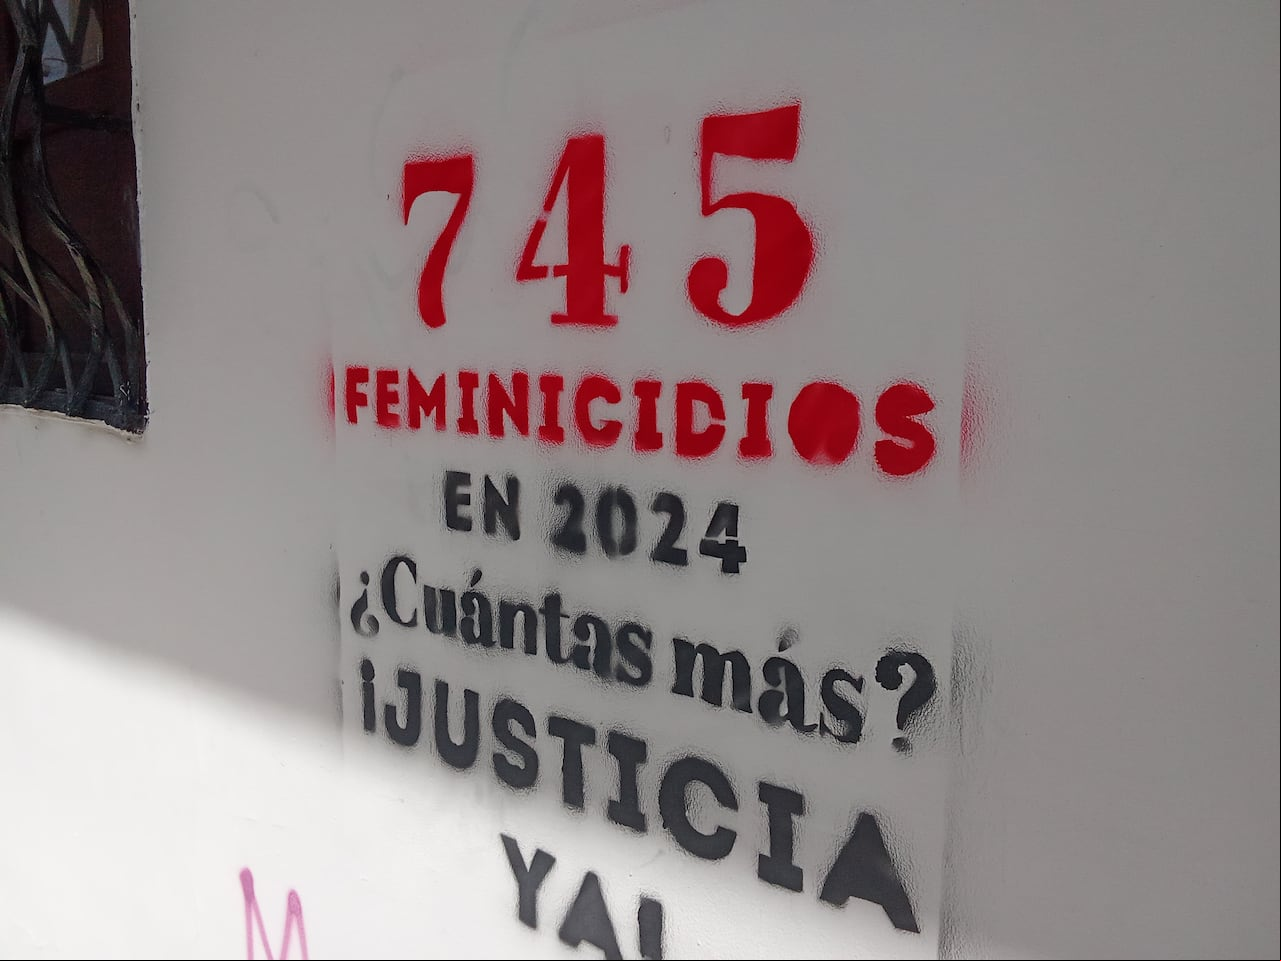 745
FEMINICIDIOS
EN 2024
¿Cuántas más?
¡JUSTICIA
YA!
M